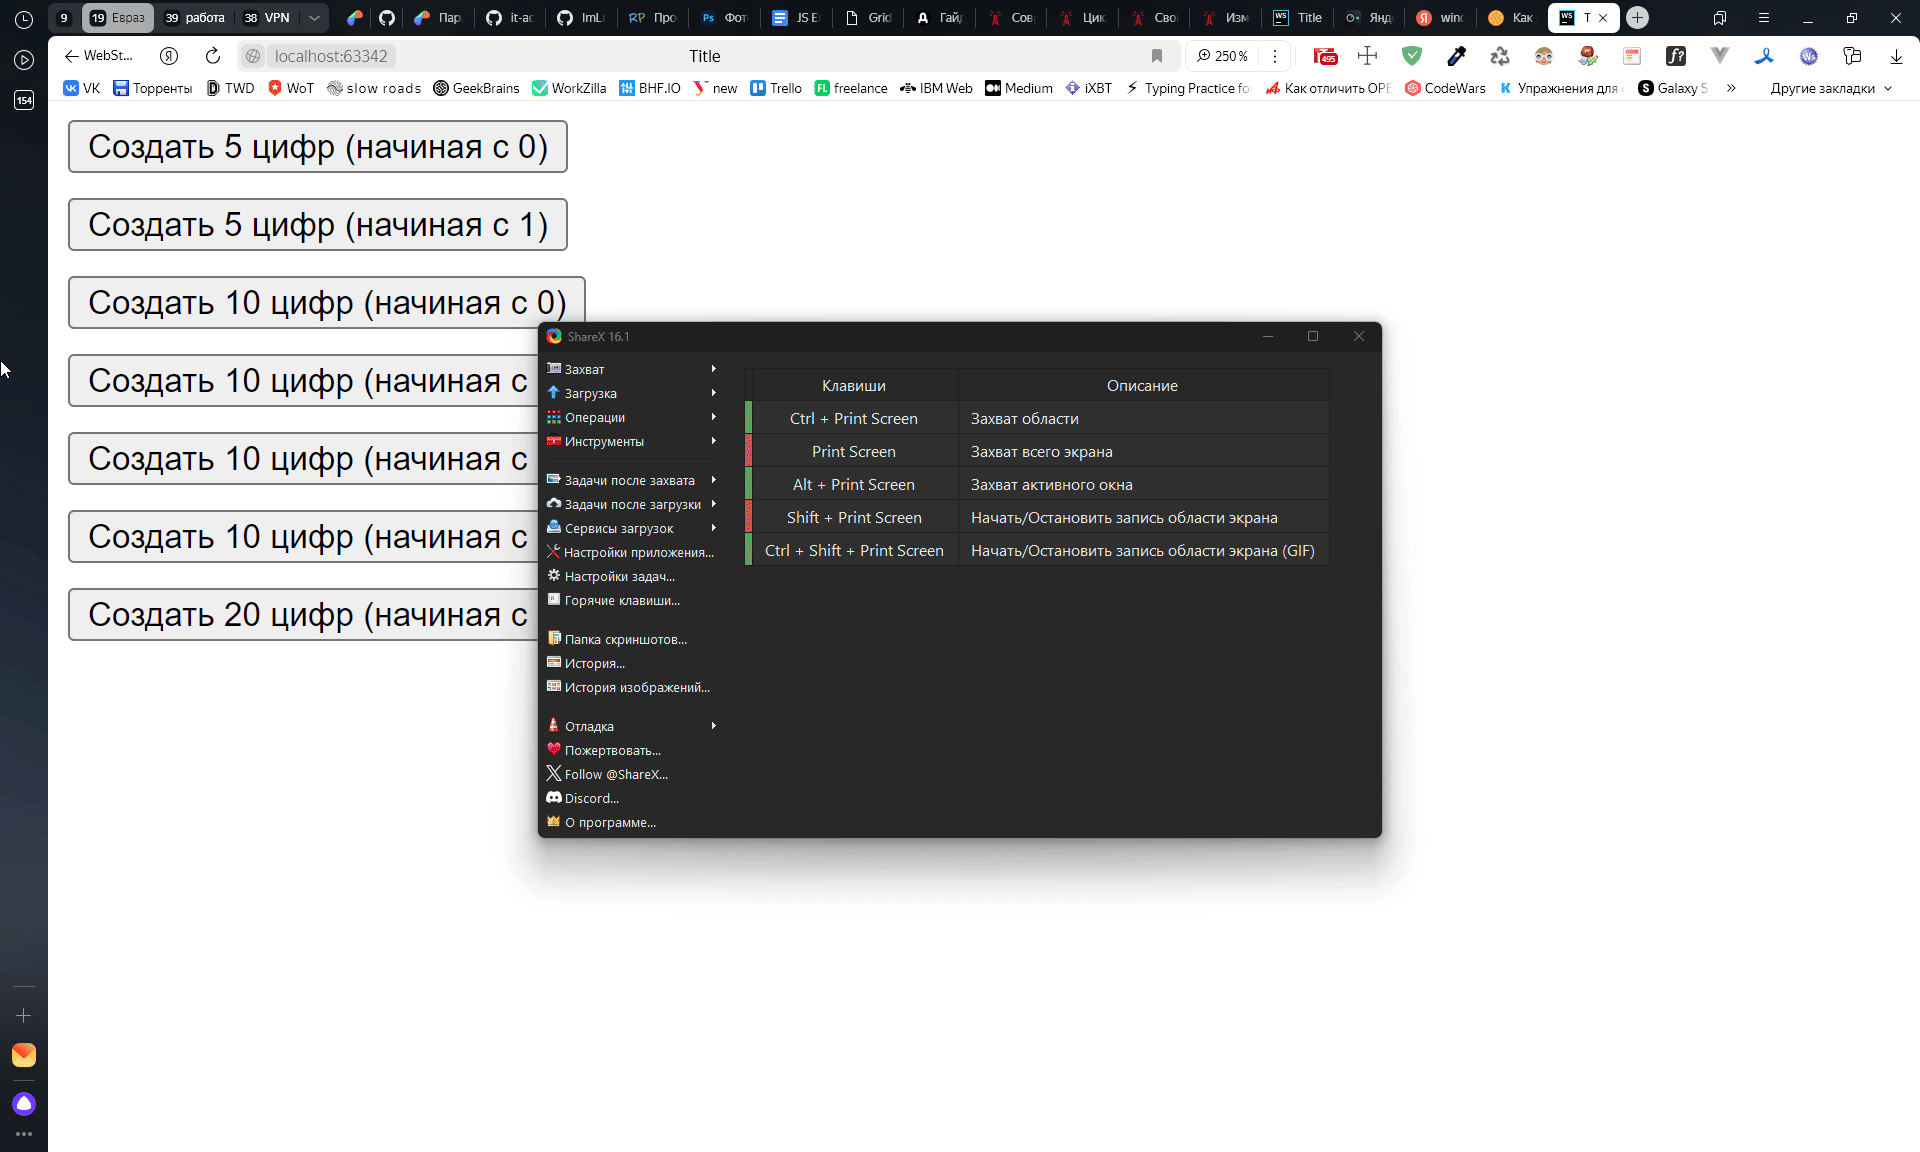 9
19 Евраз
39 работа
38 VPN
Пар
it-ac
ImLi
RP Про
Ps Фот
JS E
Grid
Гай
Сов
Цик
Сво
Изм
WS Title
Янд
Я
Как
WS T
WebSt...
Я
localhost:63342
Title
250 %
495
f?
154
VK
Торренты
TWD
WoT
slow roads
GeekBrains
WorkZilla
BHF.IO
new
Trello
FL freelance
IBM Web
Medium
iXBT
Typing Practice fo
Как отличить OPE
CodeWars
K Упражнения для
S Galaxy S
»
Другие закладки
Создать 5 цифр (начиная с 0)
Создать 5 цифр (начиная с 1)
Создать 10 цифр (начиная с 0)
Создать 10 цифр (начиная с
Создать 10 цифр (начиная с
Создать 10 цифр (начиная с
Создать 20 цифр (начиная с
ShareX 16.1
Захват
Загрузка
Операции
Инструменты
Задачи после захвата
Задачи после загрузки
Сервисы загрузок
Настройки приложения...
Настройки задач...
Горячие клавиши...
Папка скриншотов...
История...
История изображений...
Отладка
Пожертвовать...
Follow @ShareX...
Discord...
О программе...
Клавиши Описание
Ctrl + Print Screen Захват области
Print Screen Захват всего экрана
Alt + Print Screen Захват активного окна
Shift + Print Screen Начать/Остановить запись области экрана
Ctrl + Shift + Print Screen Начать/Остановить запись области экрана (GIF)